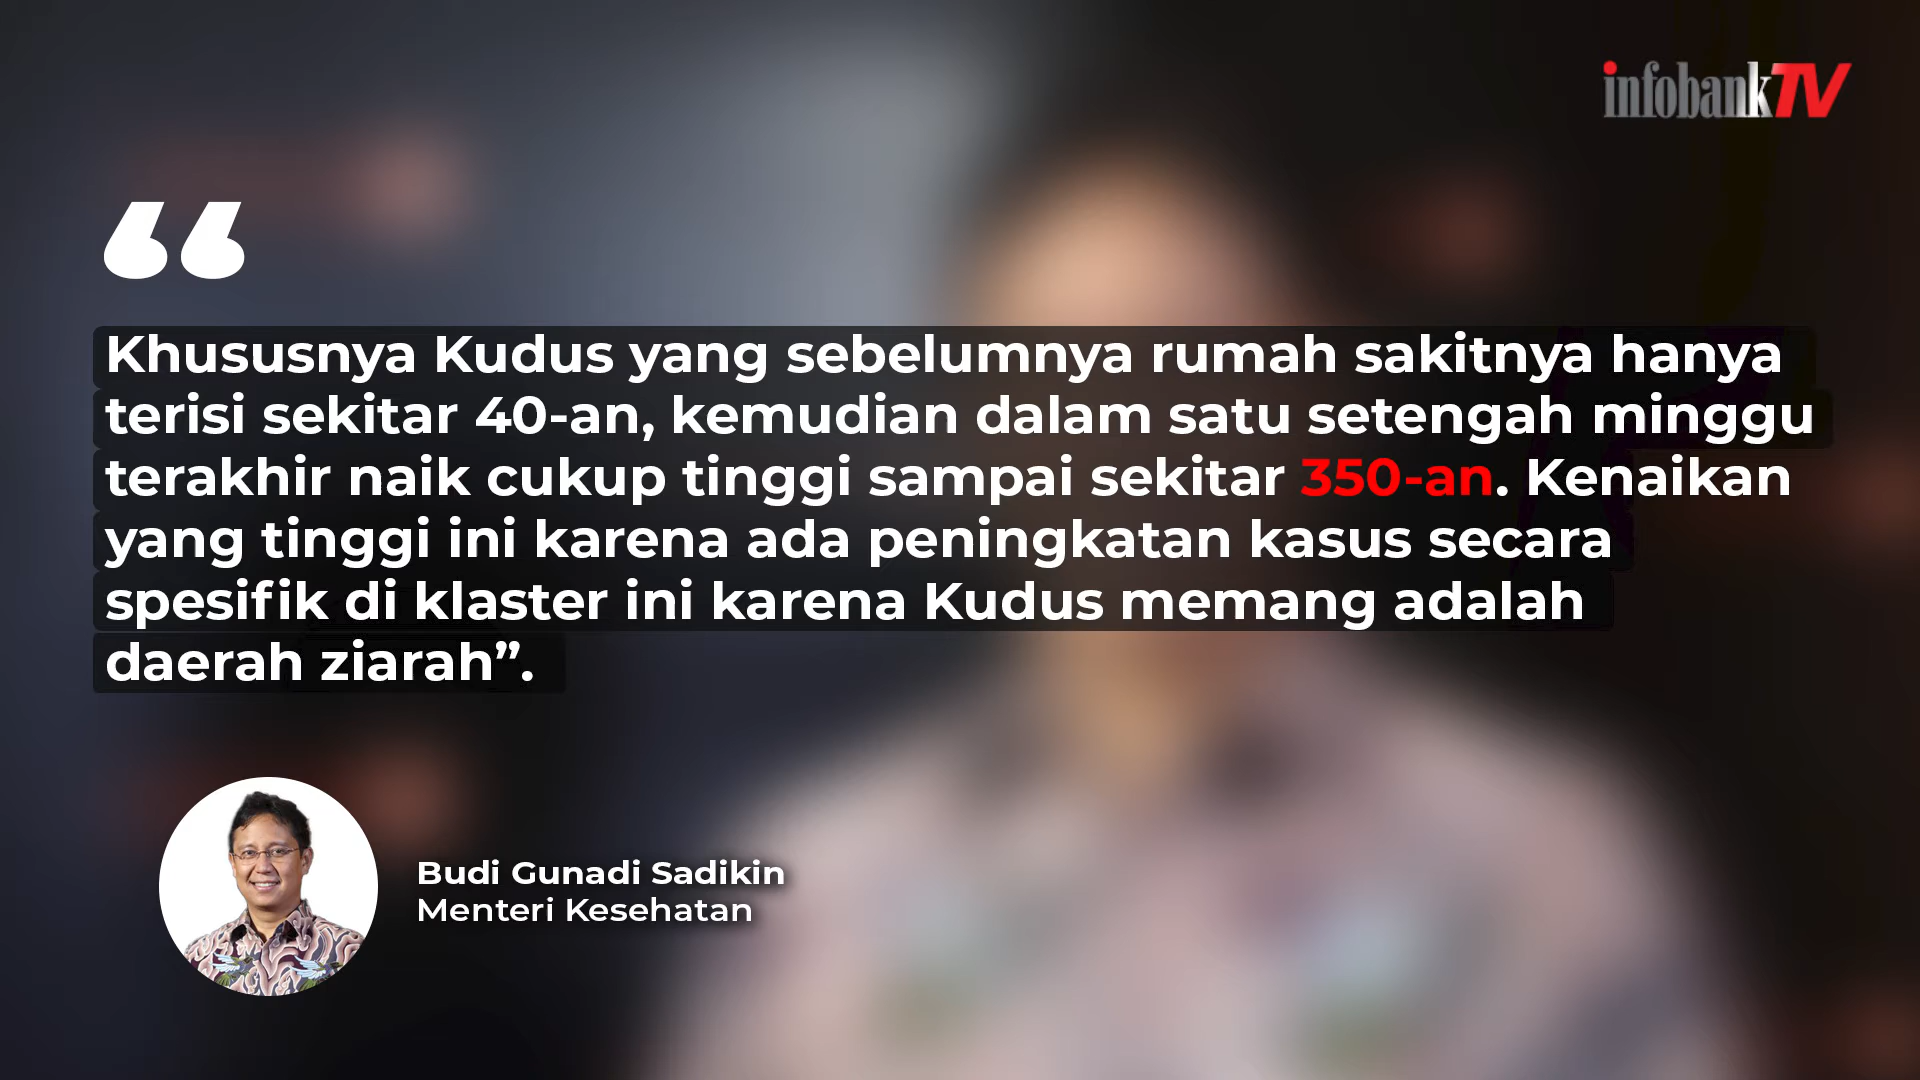 infobankTV
“
Khususnya Kudus yang sebelumnya rumah sakitnya hanya
terisi sekitar 40-an, kemudian dalam satu setengah minggu
terakhir naik cukup tinggi sampai sekitar 350-an. Kenaikan
yang tinggi ini karena ada peningkatan kasus secara
spesifik di klaster ini karena Kudus memang adalah
daerah ziarah”.
Budi Gunadi Sadikin
Menteri Kesehatan